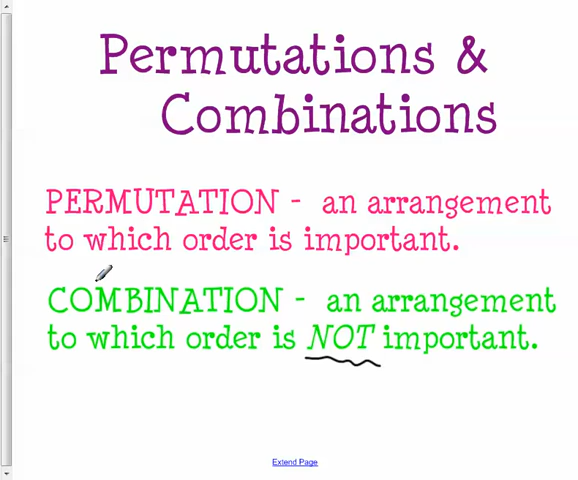 Permutations &
Combinations
PERMUTATION - an arrangement
to which order is important.
COMBINATION - an arrangement
to which order is NOT important.
Extend Page